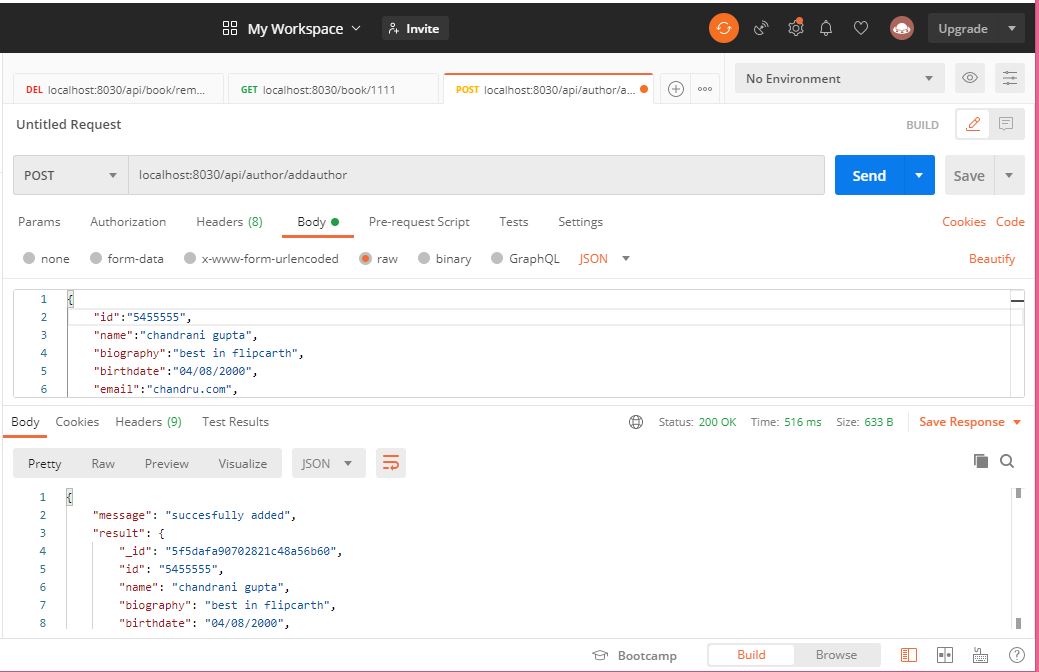 My Workspace Invite Upgrade
DEL localhost:8030/api/book/rem... GET localhost:8030/book/1111 POST localhost:8030/api/author/a... No Environment
Untitled Request BUILD
POST localhost:8030/api/author/addauthor Send Save
Params Authorization Headers (8) Body Pre-request Script Tests Settings Cookies Code
none form-data x-www-form-urlencoded raw binary GraphQL JSON Beautify
1 {
2 "id":"5455555",
3 "name":"chandrani gupta",
4 "biography":"best in flipcarth",
5 "birthdate":"04/08/2000",
6 "email":"chandru.com",
Body Cookies Headers (9) Test Results Status: 200 OK Time: 516 ms Size: 633 B Save Response
Pretty Raw Preview Visualize JSON
1 {
2 "message": "succesfully added",
3 "result": {
4 "_id": "5f5dafa90702821c48a56b60",
5 "id": "5455555",
6 "name": "chandrani gupta",
7 "biography": "best in flipcarth",
8 "birthdate": "04/08/2000",
Bootcamp Build Browse